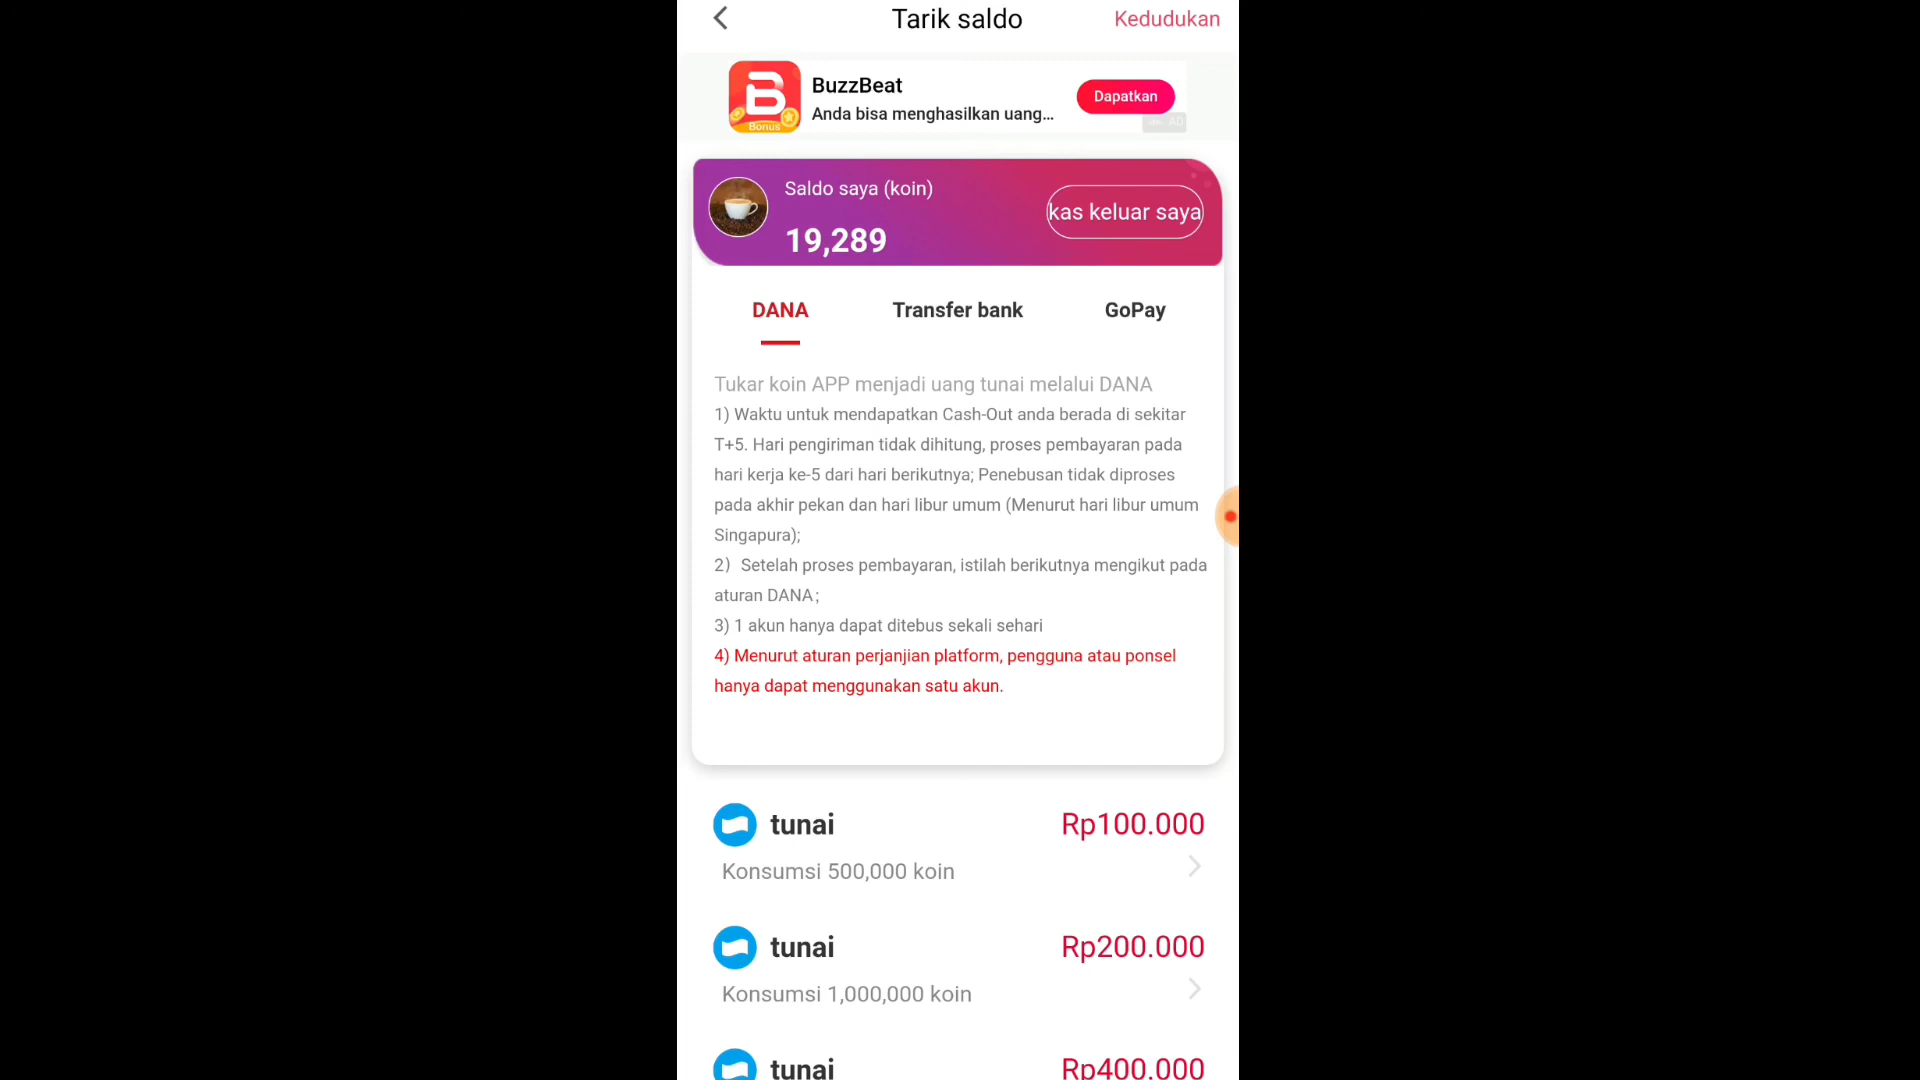 Tarik saldo
Kedudukan
BuzzBeat
Anda bisa menghasilkan uang...
Dapatkan
Bonus
AD
Saldo saya (koin)
19,289
kas keluar saya
DANA
Transfer bank
GoPay
Tukar koin APP menjadi uang tunai melalui DANA
1) Waktu untuk mendapatkan Cash-Out anda berada di sekitar
T+5. Hari pengiriman tidak dihitung, proses pembayaran pada
hari kerja ke-5 dari hari berikutnya; Penebusan tidak diproses
pada akhir pekan dan hari libur umum (Menurut hari libur umum
Singapura);
2) Setelah proses pembayaran, istilah berikutnya mengikut pada
aturan DANA;
3) 1 akun hanya dapat ditebus sekali sehari
4) Menurut aturan perjanjian platform, pengguna atau ponsel
hanya dapat menggunakan satu akun.
tunai
Rp100.000
Konsumsi 500,000 koin
tunai
Rp200.000
Konsumsi 1,000,000 koin
tunai
Rp400.000